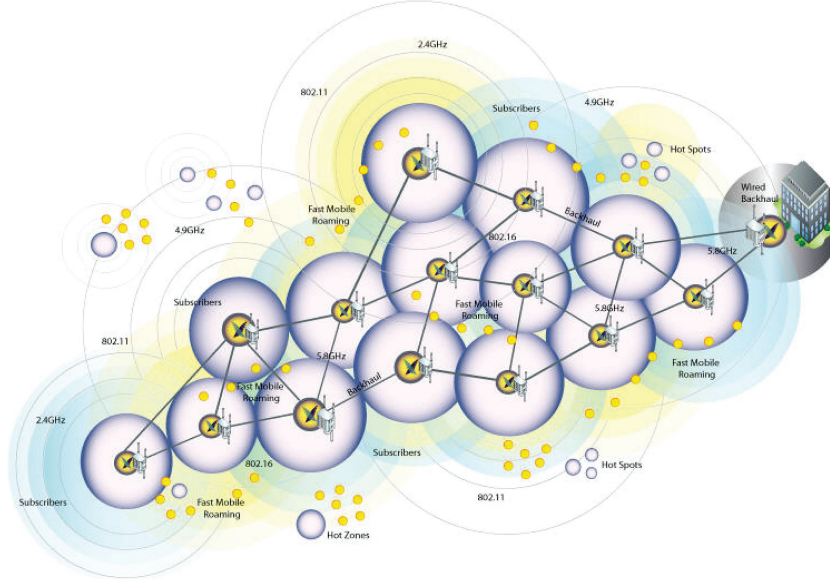 2.4GHz
802.11
Subscribers
4.9GHz
Hot Spots
Wired
Backhaul
Fast Mobile
Roaming
Backhaul
4.9GHz
802.16
5.8GHz
Subscribers
Fast Mobile
Roaming
5.8GHz
802.11
5.8GHz
Fast Mobile
Roaming
Fast Mobile
Roaming
Backhaul
2.4GHz
Subscribers
802.16
Hot Spots
Subscribers
Fast Mobile
Roaming
802.11
Hot Zones